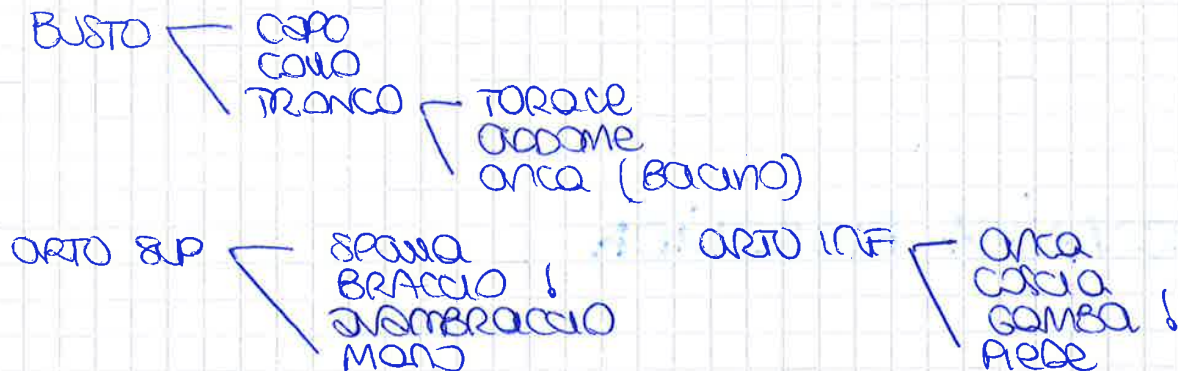 BUSTO CAPO
COLLO
TRONCO TORACE
ADDOME
ANCA (BACINO)
ARTO SUP SPALLA ARTO INF ANCA
BRACCIO ! COSCIA
AVAMBRACCIO GAMBA !
MANO PIEDE